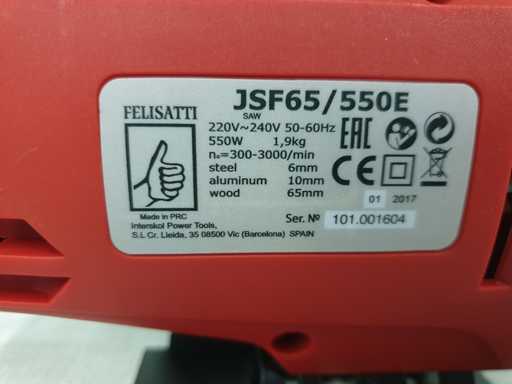 FELISATTI
JSF65/550E
SAW
220V~240V 50-60Hz
550W 1,9kg
n₀=300-3000/min
steel 6mm
aluminum 10mm
wood 65mm
EAC
CE
01 2017
Ser. № 101.001604
Made in PRC
Interskol Power Tools,
S.L Cr. Lleida, 35 08500 Vic (Barcelona) SPAIN